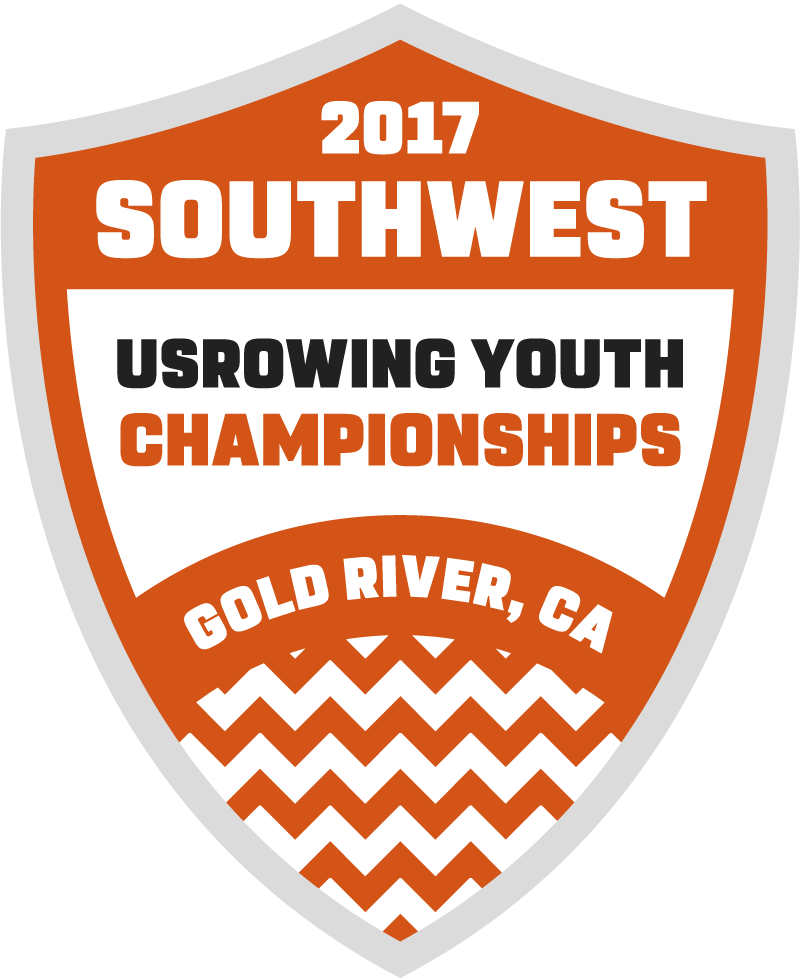 2017
SOUTHWEST
USROWING YOUTH
CHAMPIONSHIPS
GOLD RIVER, CA